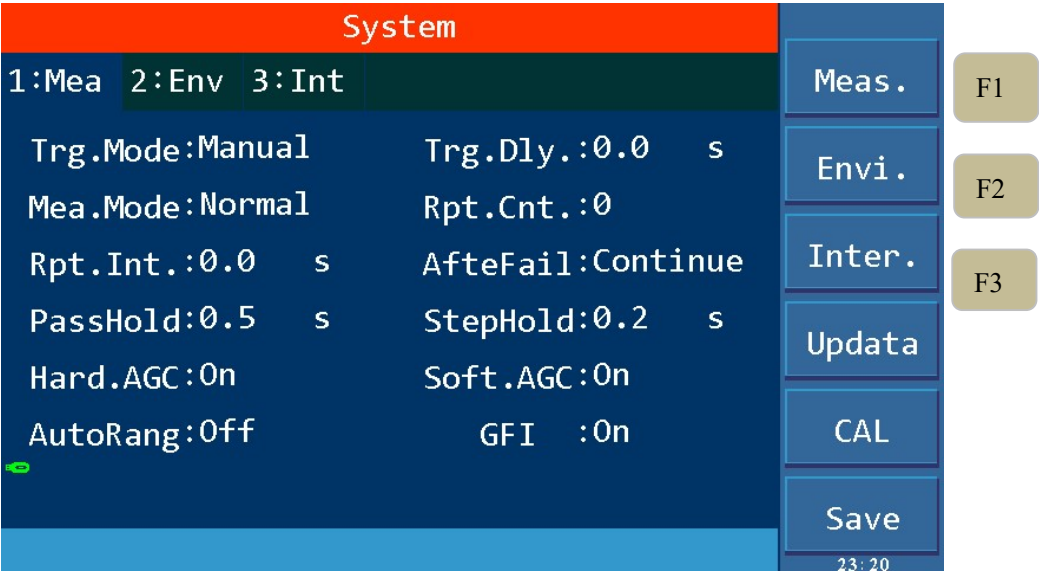 System
1:Mea 2:Env 3:Int
Trg.Mode:Manual Trg.Dly.:0.0 s
Mea.Mode:Normal Rpt.Cnt.:0
Rpt.Int.:0.0 s AfteFail:Continue
PassHold:0.5 s StepHold:0.2 s
Hard.AGC:On Soft.AGC:On
AutoRang:Off GFI :On
Meas.
Envi.
Inter.
Updata
CAL
Save
23:20
F1
F2
F3